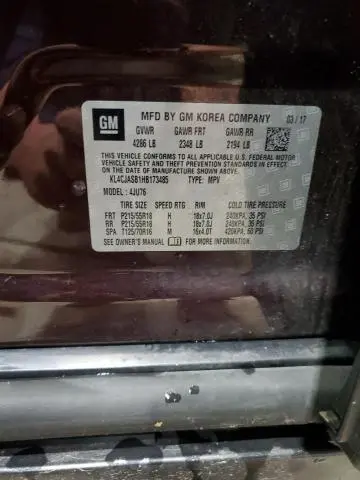 GM
MFD BY GM KOREA COMPANY 03/17
GVWR GAWR FRT GAWR RR
4286 LB 2348 LB 2194 LB
THIS VEHICLE CONFORMS TO ALL APPLICABLE U.S. FEDERAL MOTOR
VEHICLE SAFETY AND THEFT PREVENTION STANDARDS IN EFFECT
ON THE DATE OF MANUFACTURE SHOWN ABOVE.
KL4CJASB1HB173485 TYPE: MPV
MODEL: 4JU76
TIRE SIZE SPEED RTG RIM COLD TIRE PRESSURE
FRT P215/55R18 H 18x7.0J 240KPA, 35 PSI
RR P215/55R18 H 18x7.0J 240KPA, 35 PSI
SPA T125/70R16 M 16x4.0T 420KPA, 60 PSI
SEE OWNER'S MANUAL FOR MORE INFORMATION.